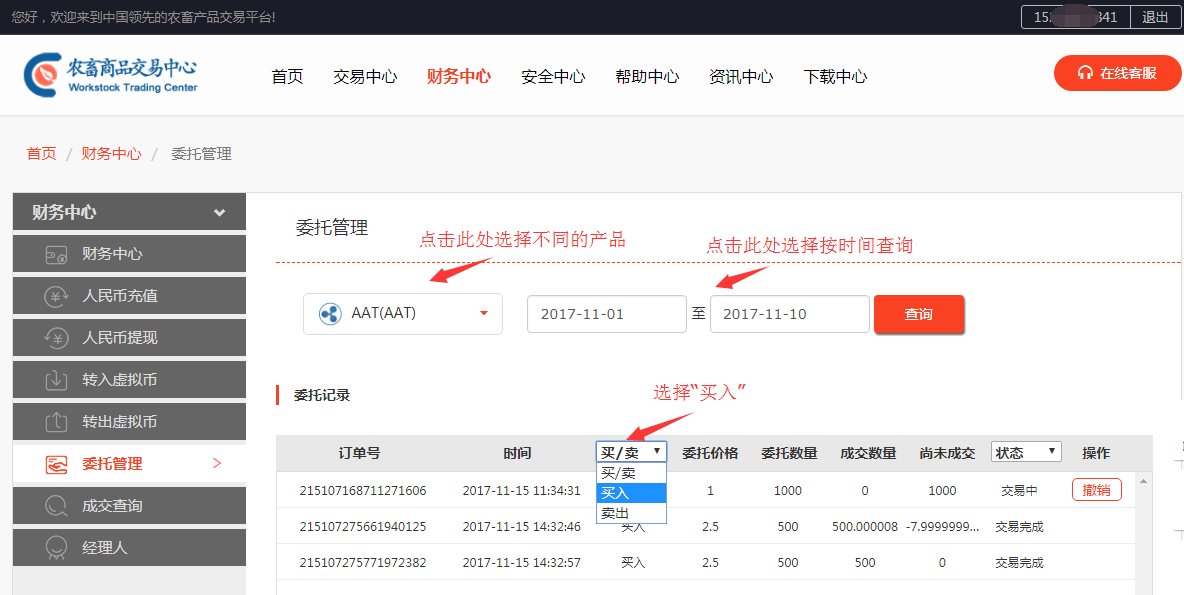 您好，欢迎来到中国领先的农畜产品交易平台!
15 341 退出
农畜商品交易中心
Workstock Trading Center
首页 交易中心 财务中心 安全中心 帮助中心 资讯中心 下载中心
在线客服
首页 / 财务中心 / 委托管理
财务中心
财务中心
人民币充值
人民币提现
转入虚拟币
转出虚拟币
委托管理
成交查询
经理人
委托管理
点击此处选择不同的产品
点击此处选择按时间查询
AAT(AAT) 2017-11-01 至 2017-11-10 查询
选择“买入”
委托记录
订单号 时间 买/卖 委托价格 委托数量 成交数量 尚未成交 状态 操作
买/卖
买入
卖出
215107168711271606 2017-11-15 11:34:31 1 1000 0 1000 交易中 撤销
215107275661940125 2017-11-15 14:32:46 买入 2.5 500 500.000008 -7.9999999... 交易完成
215107275771972382 2017-11-15 14:32:57 买入 2.5 500 500 0 交易完成